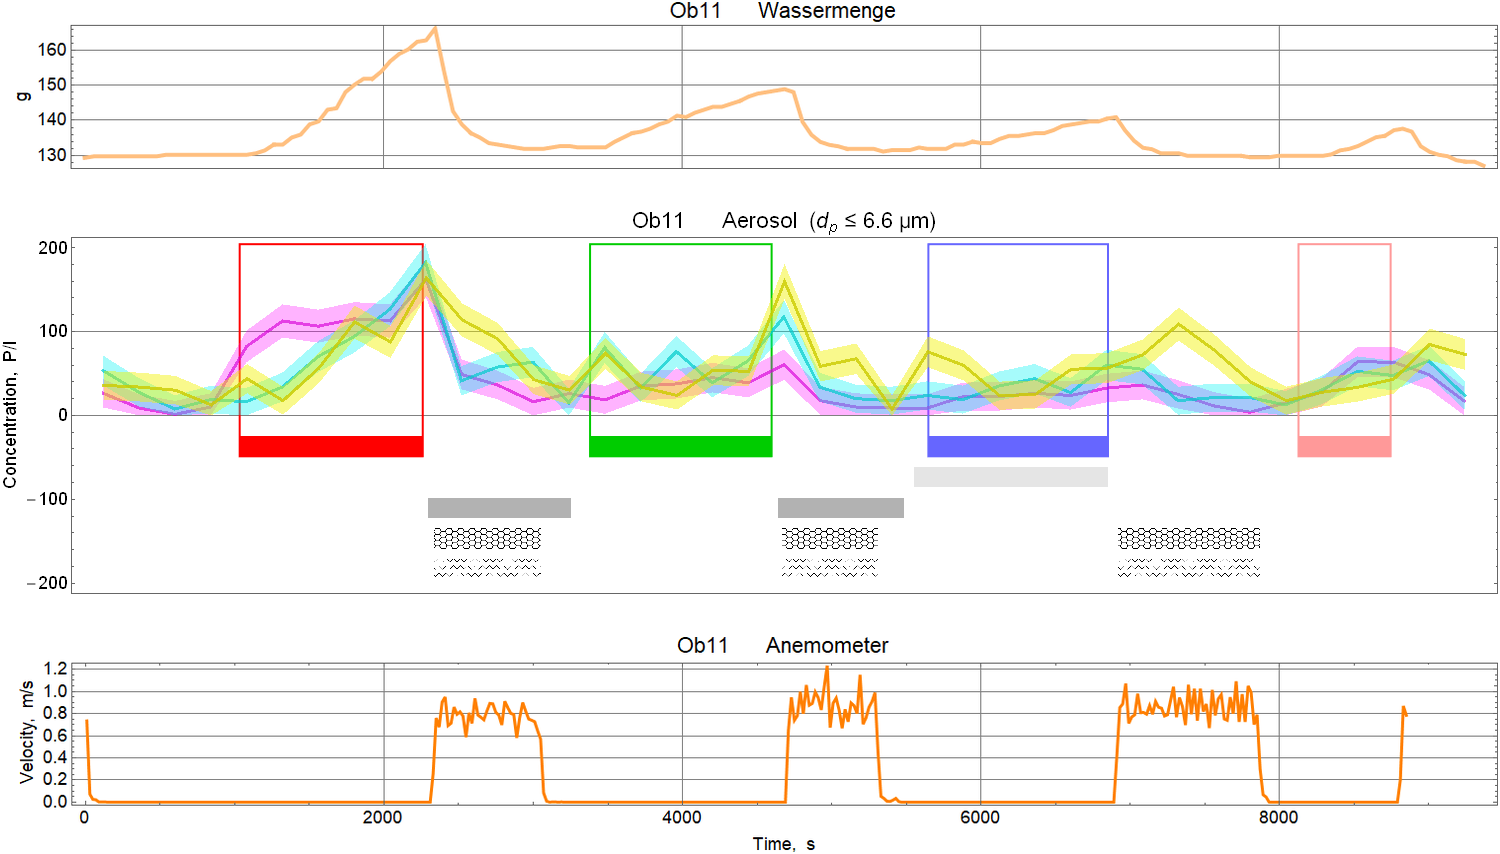 Ob11 Wassermenge
160
150
140
130
g
Ob11 Aerosol (dp ≤ 6.6 µm)
200
100
0
−100
−200
Concentration, P/l
Ob11 Anemometer
1.2
1.0
0.8
0.6
0.4
0.2
0.0
Velocity, m/s
0 2000 4000 6000 8000
Time, s